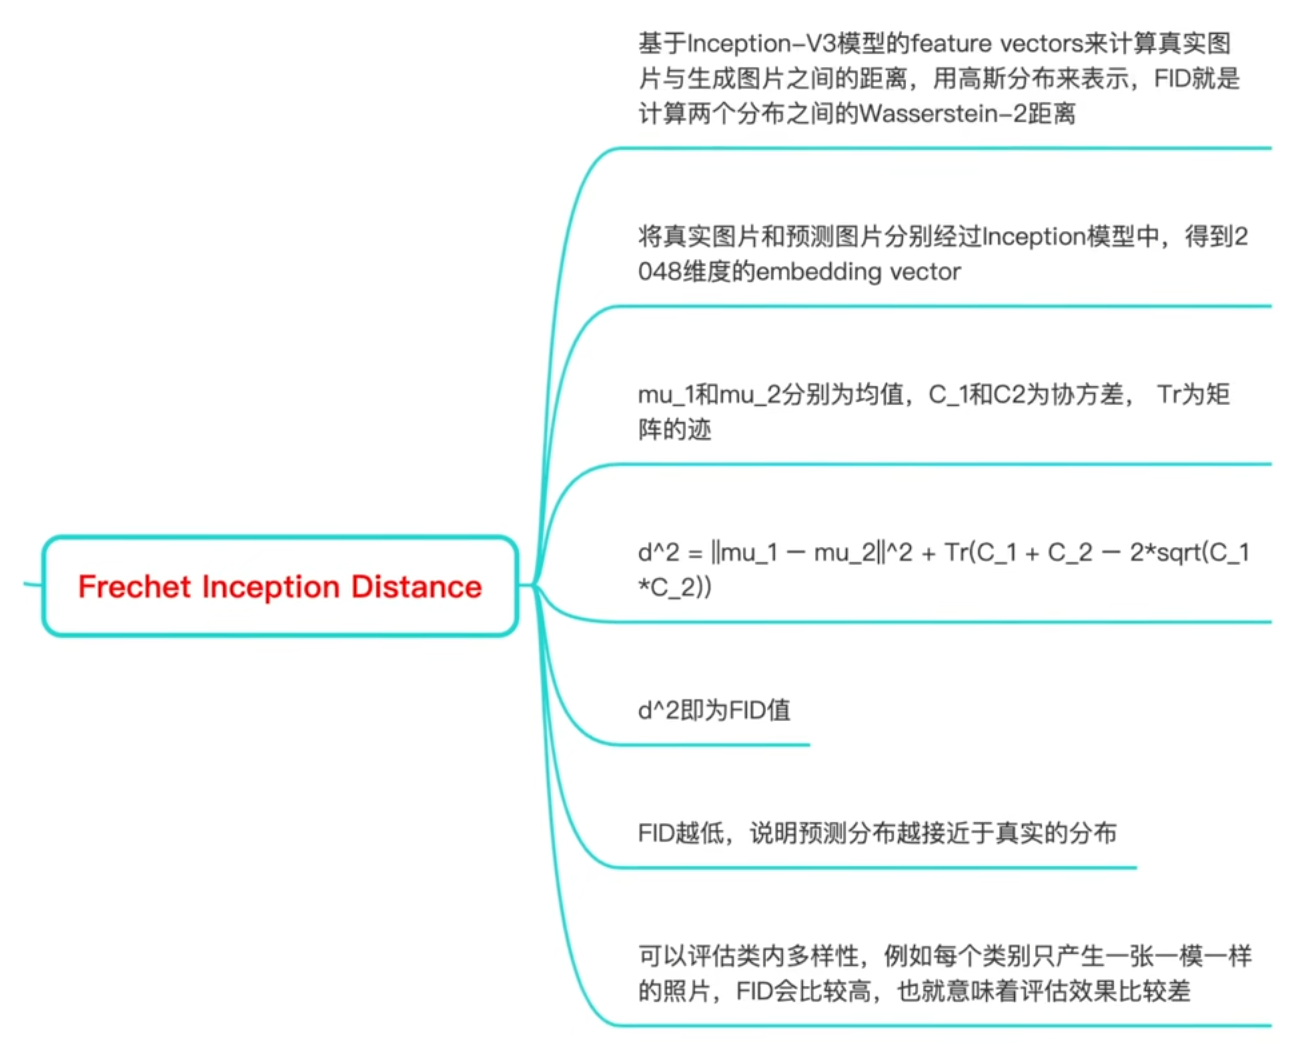 基于Inception-V3模型的feature vectors来计算真实图
片与生成图片之间的距离，用高斯分布来表示，FID就是
计算两个分布之间的Wasserstein-2距离
将真实图片和预测图片分别经过Inception模型中，得到2
048维度的embedding vector
mu_1和mu_2分别为均值，C_1和C2为协方差， Tr为矩
阵的迹
d^2 = ||mu_1 – mu_2||^2 + Tr(C_1 + C_2 – 2*sqrt(C_1
*C_2))
Frechet Inception Distance
d^2即为FID值
FID越低，说明预测分布越接近于真实的分布
可以评估类内多样性，例如每个类别只产生一张一模一样
的照片，FID会比较高，也就意味着评估效果比较差